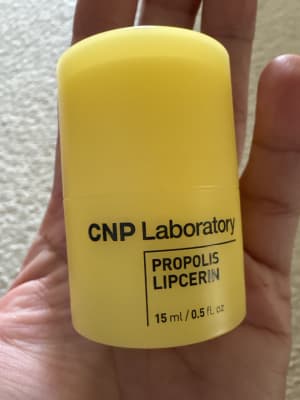 CNP Laboratory
PROPOLIS
LIPCERIN
15 ml / 0.5 fl. oz